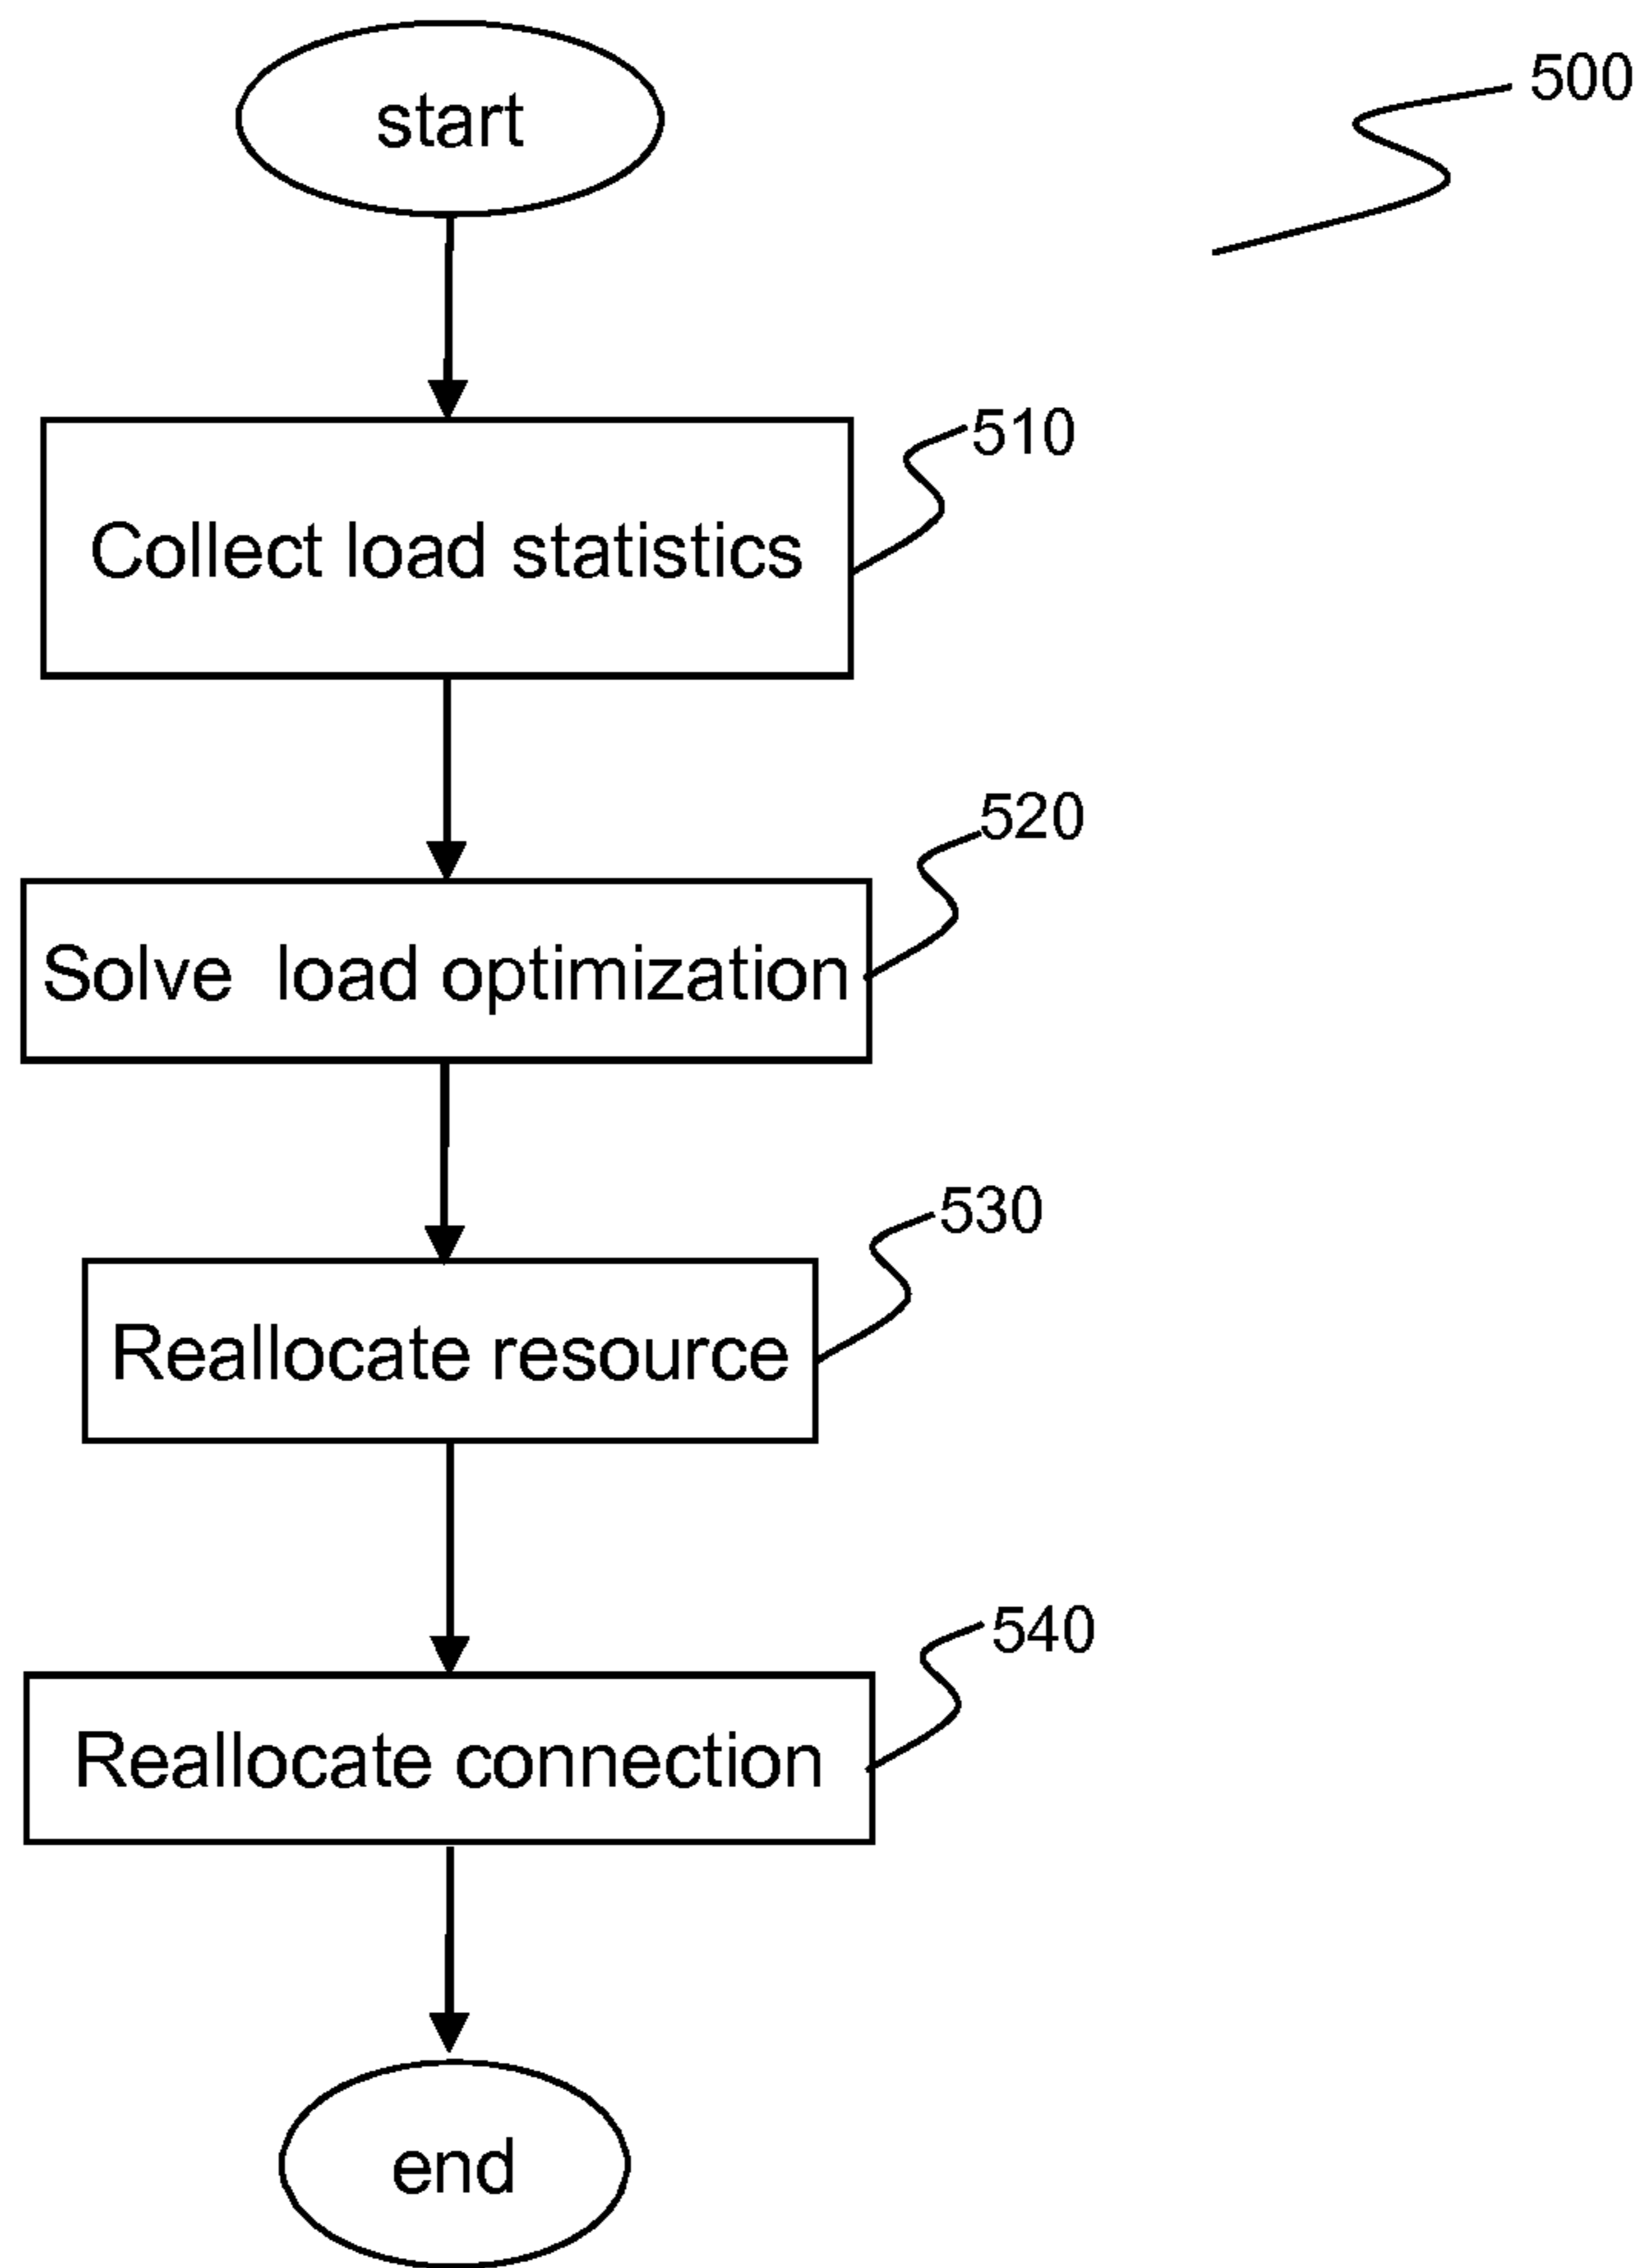 start
500
510
Collect load statistics
520
Solve load optimization
530
Reallocate resource
540
Reallocate connection
end